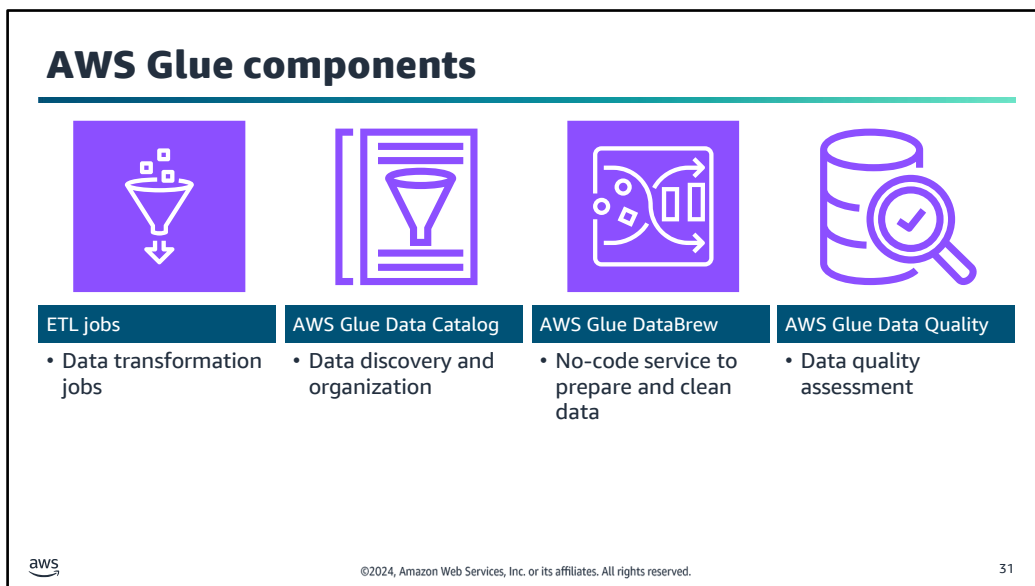 AWS Glue components
ETL jobs
• Data transformation
jobs
AWS Glue Data Catalog
• Data discovery and
organization
AWS Glue DataBrew
• No-code service to
prepare and clean
data
AWS Glue Data Quality
• Data quality
assessment
aws
©2024, Amazon Web Services, Inc. or its affiliates. All rights reserved.
31